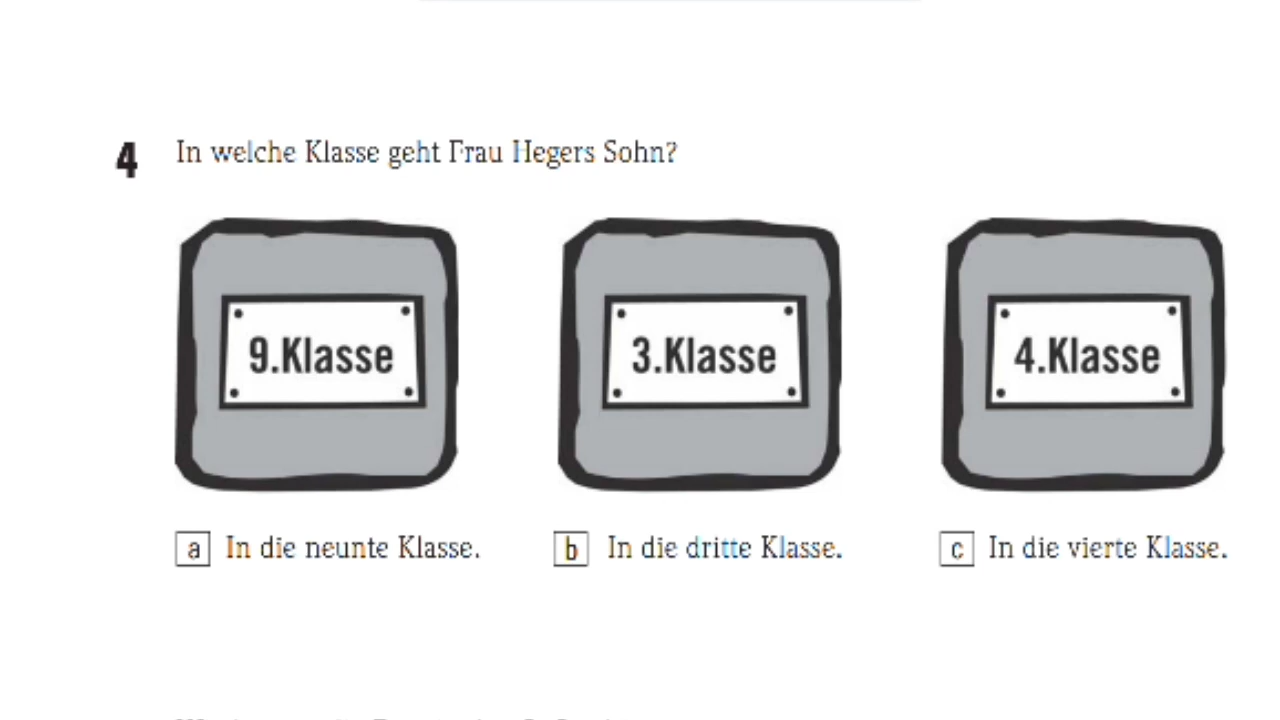 4 In welche Klasse geht Frau Hegers Sohn?
9.Klasse 3.Klasse 4.Klasse
a In die neunte Klasse. b In die dritte Klasse. c In die vierte Klasse.